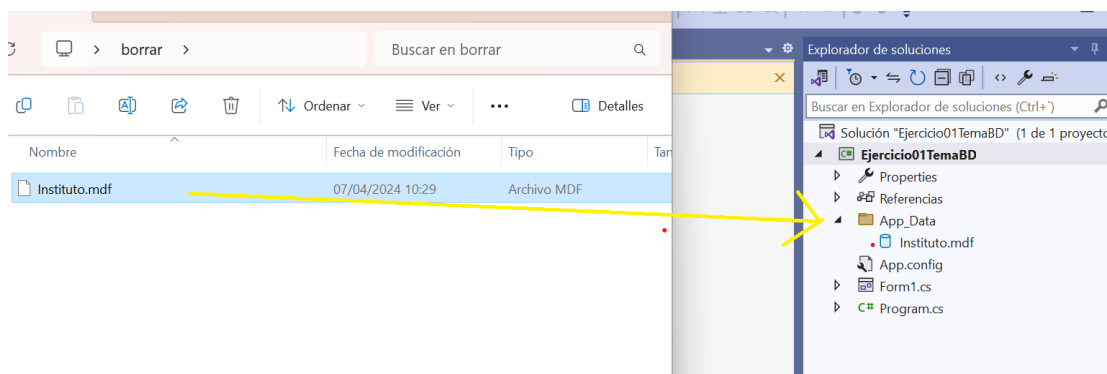 borrar
Buscar en borrar
Ordenar
Ver
Detalles
Nombre
Fecha de modificación
Tipo
Instituto.mdf
07/04/2024 10:29
Archivo MDF
Explorador de soluciones
Buscar en Explorador de soluciones (Ctrl+`)
Solución "Ejercicio01TemaBD" (1 de 1 proyecto
Ejercicio01TemaBD
Properties
Referencias
App_Data
Instituto.mdf
App.config
Form1.cs
C# Program.cs